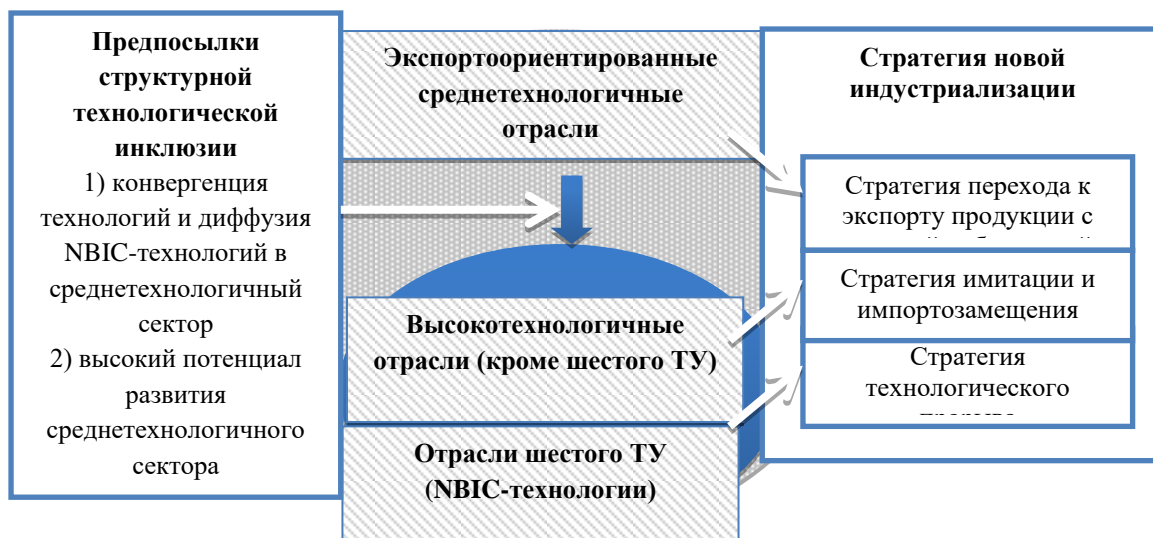 Предпосылки
структурной
технологической
инклюзии
1) конвергенция
технологий и диффузия
NBIC-технологий в
среднетехнологичный
сектор
2) высокий потенциал
развития
среднетехнологичного
сектора
Экспортоориентированные
среднетехнологичные
отрасли
Высокотехнологичные
отрасли (кроме шестого ТУ)
Отрасли шестого ТУ
(NBIC-технологии)
Стратегия новой
индустриализации
Стратегия перехода к
экспорту продукции с
Стратегия имитации и
импортозамещения
Стратегия
технологического